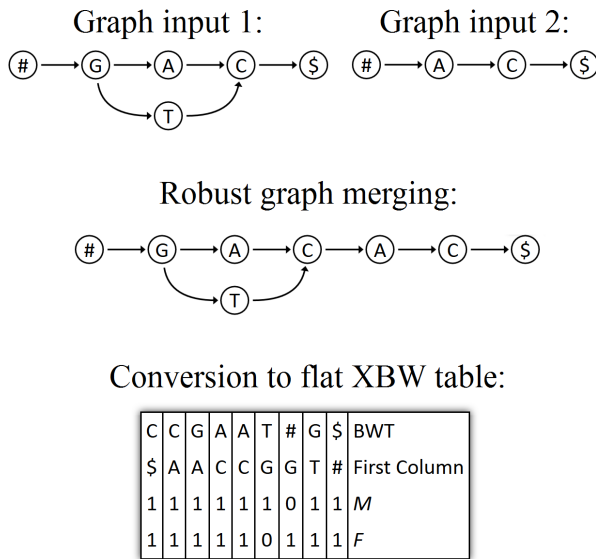 Graph input 1: Graph input 2:
# G A C $ # A C $
T
Robust graph merging:
# G A C A C $
T
Conversion to flat XBW table:
C C G A A T # G $ BWT
$ A A C C G G T # First Column
1 1 1 1 1 1 0 1 1 M
1 1 1 1 1 0 1 1 1 F